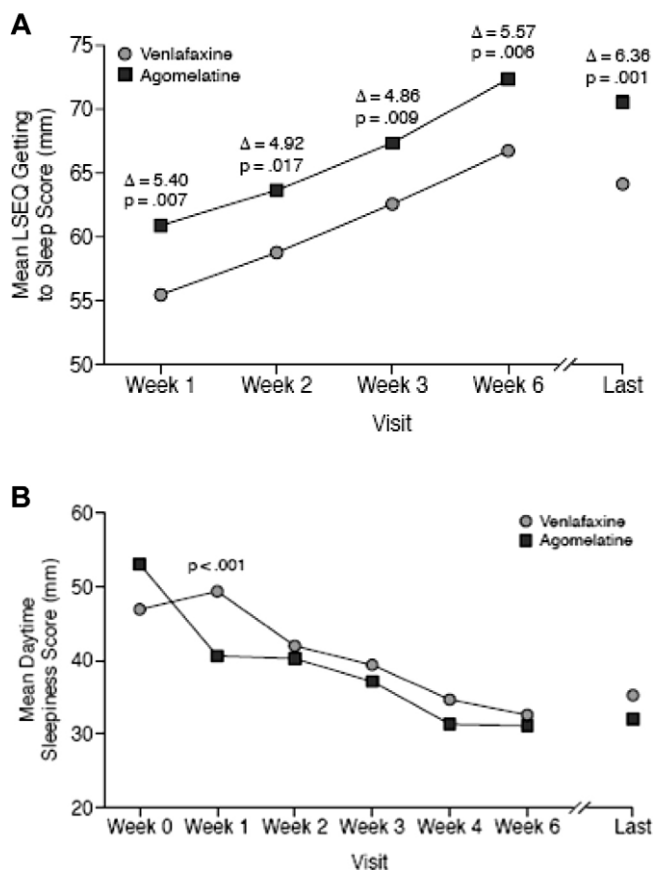 A
Venlafaxine
Agomelatine
Δ = 5.40
p = .007
Δ = 4.92
p = .017
Δ = 4.86
p = .009
Δ = 5.57
p = .006
Δ = 6.36
p = .001
Mean LSEQ Getting
to Sleep Score (mm)
75
70
65
60
55
50
Week 1 Week 2 Week 3 Week 6 Last
Visit
B
Venlafaxine
Agomelatine
p < .001
Mean Daytime
Sleepiness Score (mm)
60
50
40
30
20
Week 0 Week 1 Week 2 Week 3 Week 4 Week 6 Last
Visit